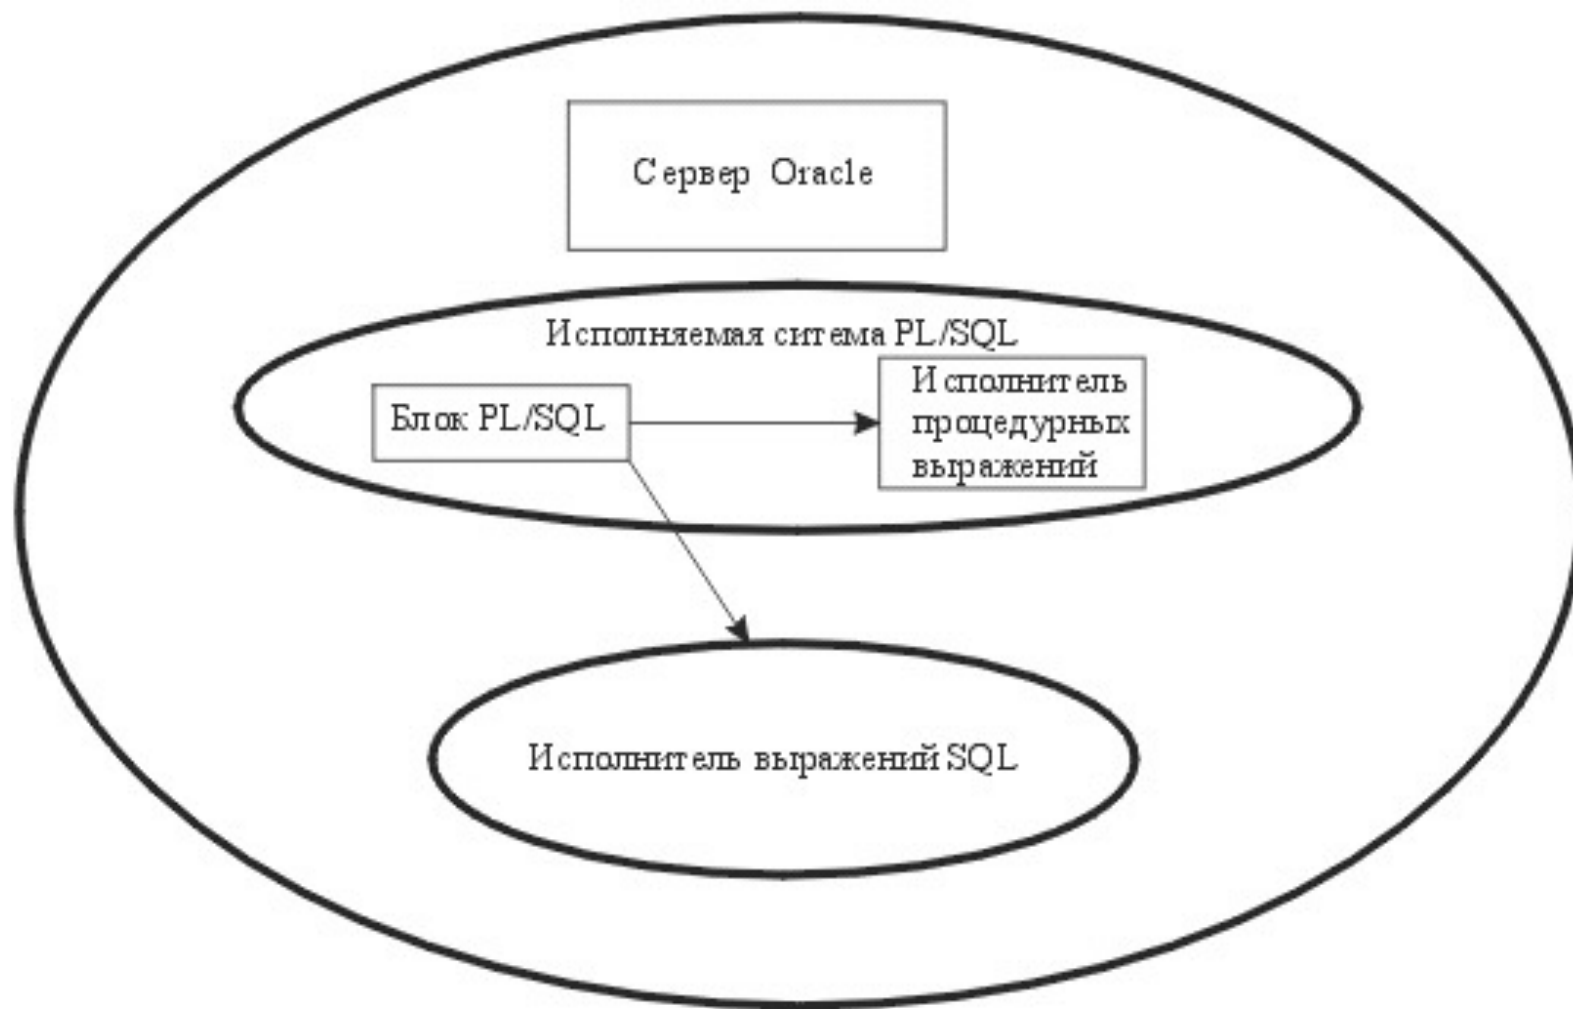 Сервер Oracle
Исполняемая ситема PL/SQL
Блок PL/SQL
Исполнитель
процедурных
выражений
Исполнитель выражений SQL